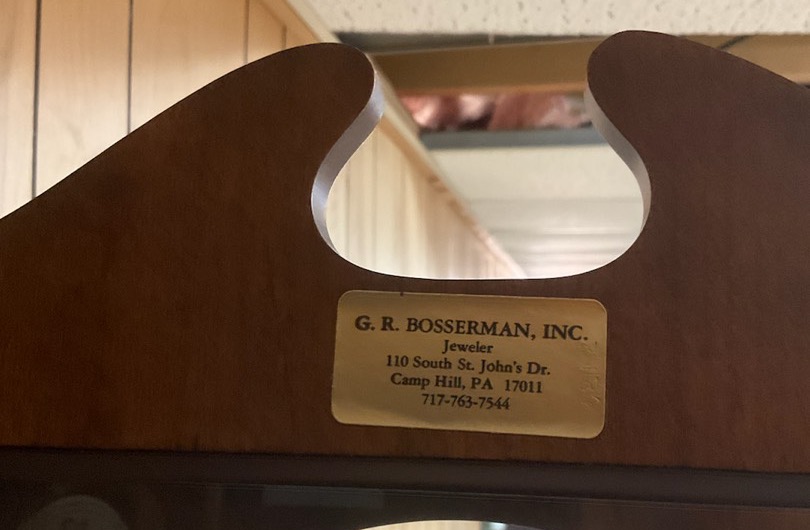 G. R. BOSSERMAN, INC.
Jeweler
110 South St. John's Dr.
Camp Hill, PA 17011
717-763-7544